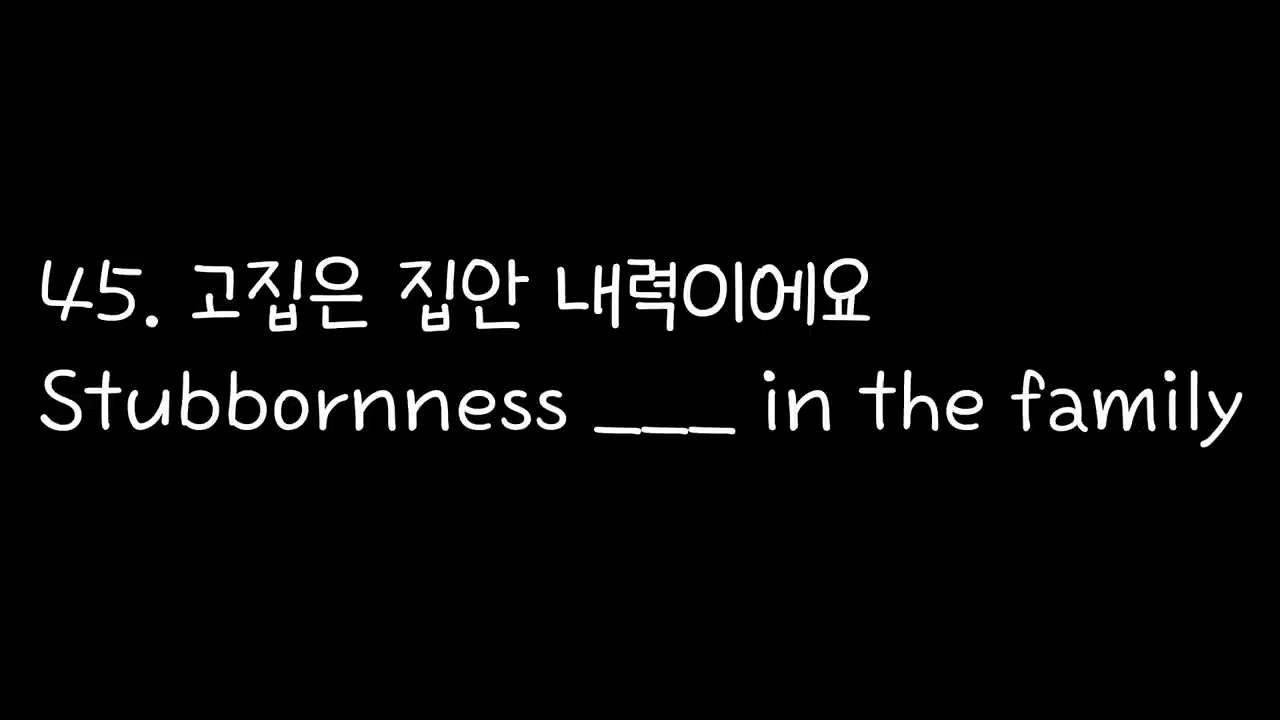 45. 고집은 집안 내력이에요
Stubbornness ___ in the family